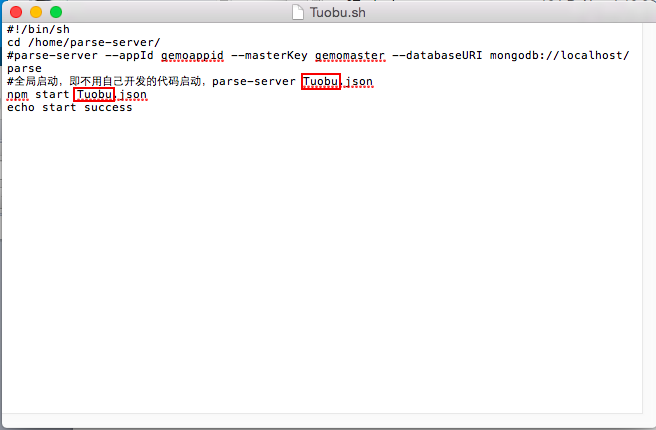 Tuobu.sh
#!/bin/sh
cd /home/parse-server/
#parse-server --appId gemoappid --masterKey gemomaster --databaseURI mongodb://localhost/
parse
#全局启动，即不用自己开发的代码启动，parse-server Tuobu.json
npm start Tuobu.json
echo start success